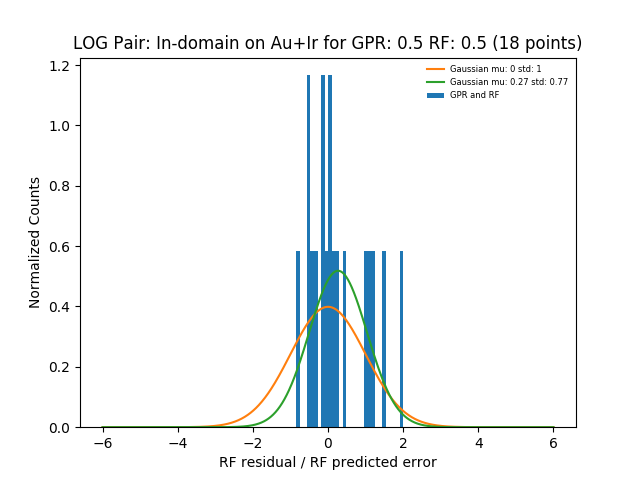 LOG Pair: In-domain on Au+Ir for GPR: 0.5 RF: 0.5 (18 points)
Gaussian mu: 0 std: 1
Gaussian mu: 0.27 std: 0.77
GPR and RF
Normalized Counts
1.2
1.0
0.8
0.6
0.4
0.2
0.0
−6 −4 −2 0 2 4 6
RF residual / RF predicted error